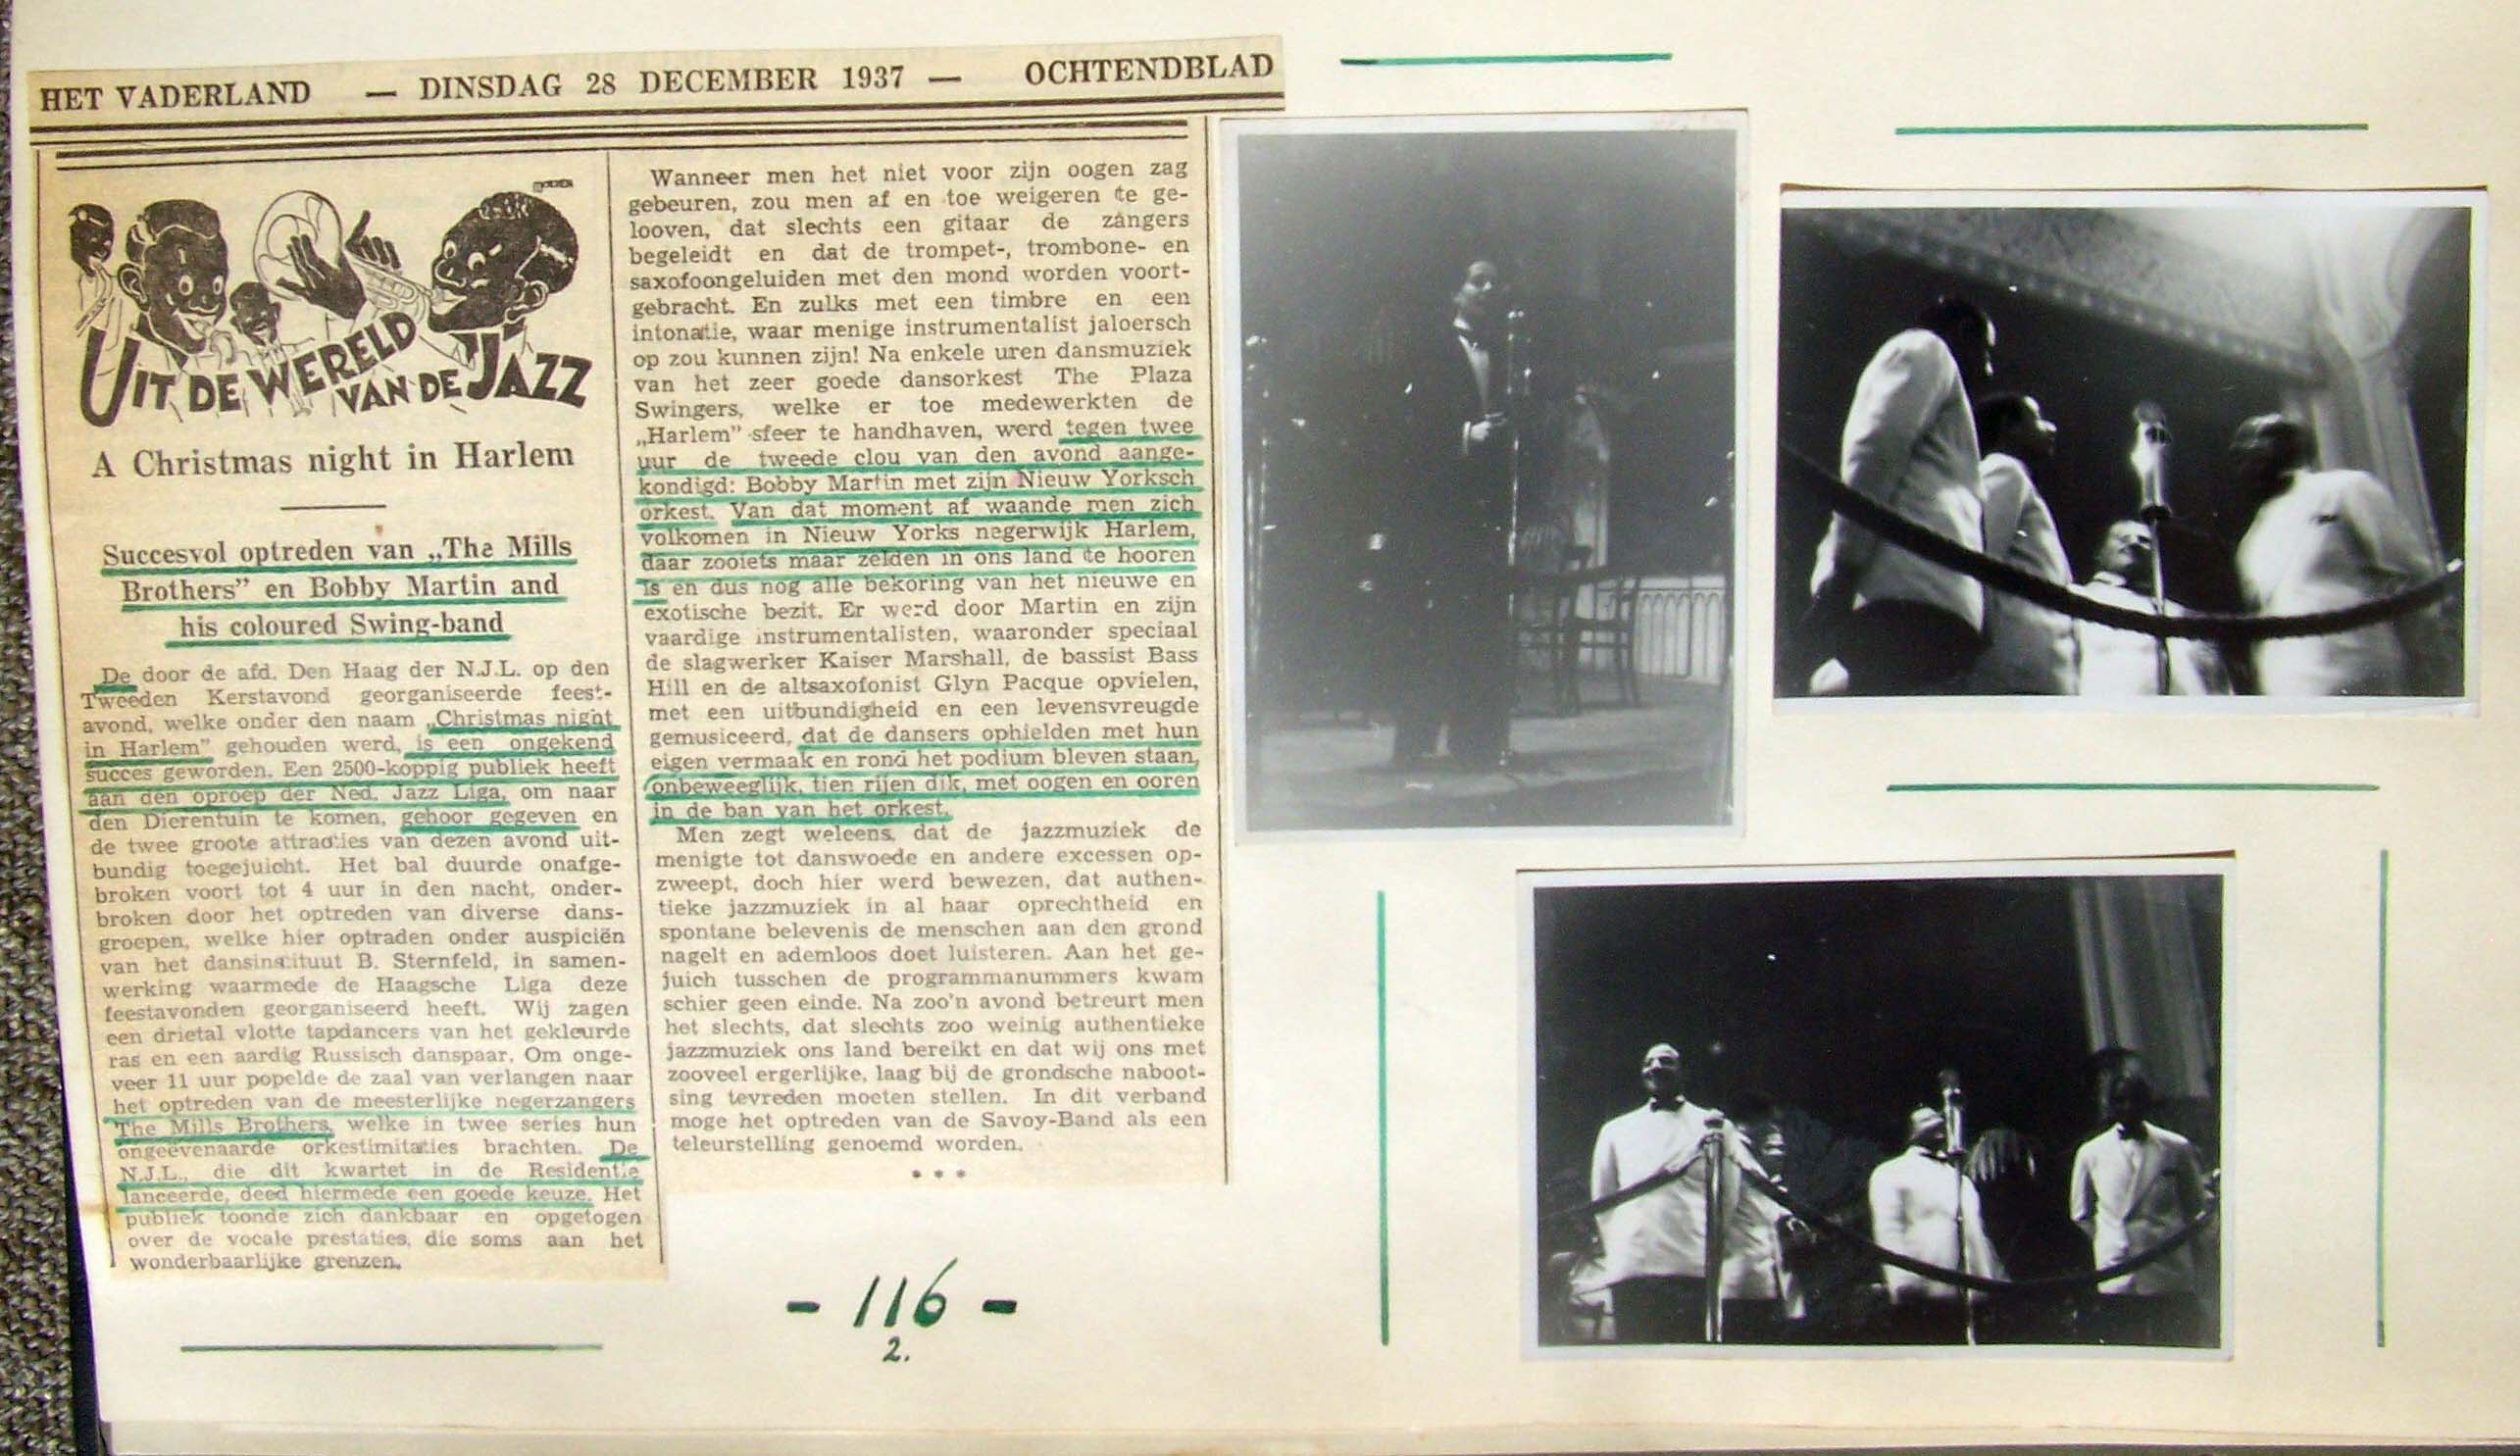 HET VADERLAND — DINSDAG 28 DECEMBER 1937 — OCHTENDBLAD
UIT DE WERELD
VAN DE JAZZ
A Christmas night in Harlem
Succesvol optreden van „The Mills
Brothers” en Bobby Martin and
his coloured Swing-band
De door de afd. Den Haag der N.J.L. op den
Tweeden Kerstavond georganiseerde feest-
avond, welke onder den naam „Christmas night
in Harlem” gehouden werd, is een ongekend
succes geworden. Een 2500-koppig publiek heeft
aan den oproep der Ned. Jazz Liga, om naar
den Dierentuin te komen, gehoor gegeven en
de twee groote attracties van dezen avond uit-
bundig toegejuicht. Het bal duurde onafge-
broken voort tot 4 uur in den nacht, onder-
broken door het optreden van diverse dans-
groepen, welke hier optraden onder auspiciën
van het dansinstituut B. Sternfeld, in samen-
werking waarmede de Haagsche Liga deze
feestavonden georganiseerd heeft. Wij zagen
een drietal vlotte tapdancers van het gekleurde
ras en een aardig Russisch danspaar. Om onge-
veer 11 uur popelde de zaal van verlangen naar
het optreden van de meesterlijke negerzangers
The Mills Brothers, welke in twee series hun
ongeëvenaarde orkestimitaties brachten. De
N.J.L., die dit kwartet in de Residentie
lanceerde, deed hiermede een goede keuze. Het
publiek toonde zich dankbaar en opgetogen
over de vocale prestaties, die soms aan het
wonderbaarlijke grenzen.
Wanneer men het niet voor zijn oogen zag
gebeuren, zou men af en toe weigeren te ge-
looven, dat slechts een gitaar de zangers
begeleidt en dat de trompet-, trombone- en
saxofoongeluiden met den mond worden voort-
gebracht. En zulks met een timbre en een
intonatie, waar menige instrumentalist jaloersch
op zou kunnen zijn! Na enkele uren dansmuziek
van het zeer goede dansorkest The Plaza
Swingers, welke er toe medewerkten de
„Harlem” sfeer te handhaven, werd tegen twee
uur de tweede clou van den avond aange-
kondigd: Bobby Martin met zijn Nieuw Yorksch
orkest. Van dat moment af waande men zich
volkomen in Nieuw Yorks negerwijk Harlem,
daar zooiets maar zelden in ons land te hooren
is en dus nog alle bekoring van het nieuwe en
exotische bezit. Er werd door Martin en zijn
vaardige instrumentalisten, waaronder speciaal
de slagwerker Kaiser Marshall, de bassist Bass
Hill en de altsaxofonist Glyn Pacque opvielen,
met een uitbundigheid en een levensvreugde
gemusiceerd, dat de dansers ophielden met hun
eigen vermaak en rond het podium bleven staan,
onbeweeglijk, tien rijen dik, met oogen en ooren
in de ban van het orkest.
Men zegt weleens, dat de jazzmuziek de
menigte tot danswoede en andere excessen op-
zweept, doch hier werd bewezen, dat authen-
tieke jazzmuziek in al haar oprechtheid en
spontane belevenis de menschen aan den grond
nagelt en ademloos doet luisteren. Aan het ge-
juich tusschen de programmanummers kwam
schier geen einde. Na zoo'n avond betreurt men
het slechts, dat slechts zoo weinig authentieke
jazzmuziek ons land bereikt en dat wij ons met
zooveel ergerlijke, laag bij de grondsche naboot-
sing tevreden moeten stellen. In dit verband
moge het optreden van de Savoy-Band als een
teleurstelling genoemd worden.
* * *
- 116 -
2.